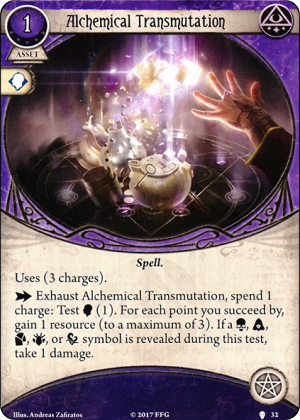 1
Alchemical Transmutation
ASSET
Spell.
Uses (3 charges).
Exhaust Alchemical Transmutation, spend 1
charge: Test (1). For each point you succeed by,
gain 1 resource (to a maximum of 3). If a , ,
, , or symbol is revealed during this test,
take 1 damage.
Illus. Andreas Zafiratos
© 2017 FFG
32